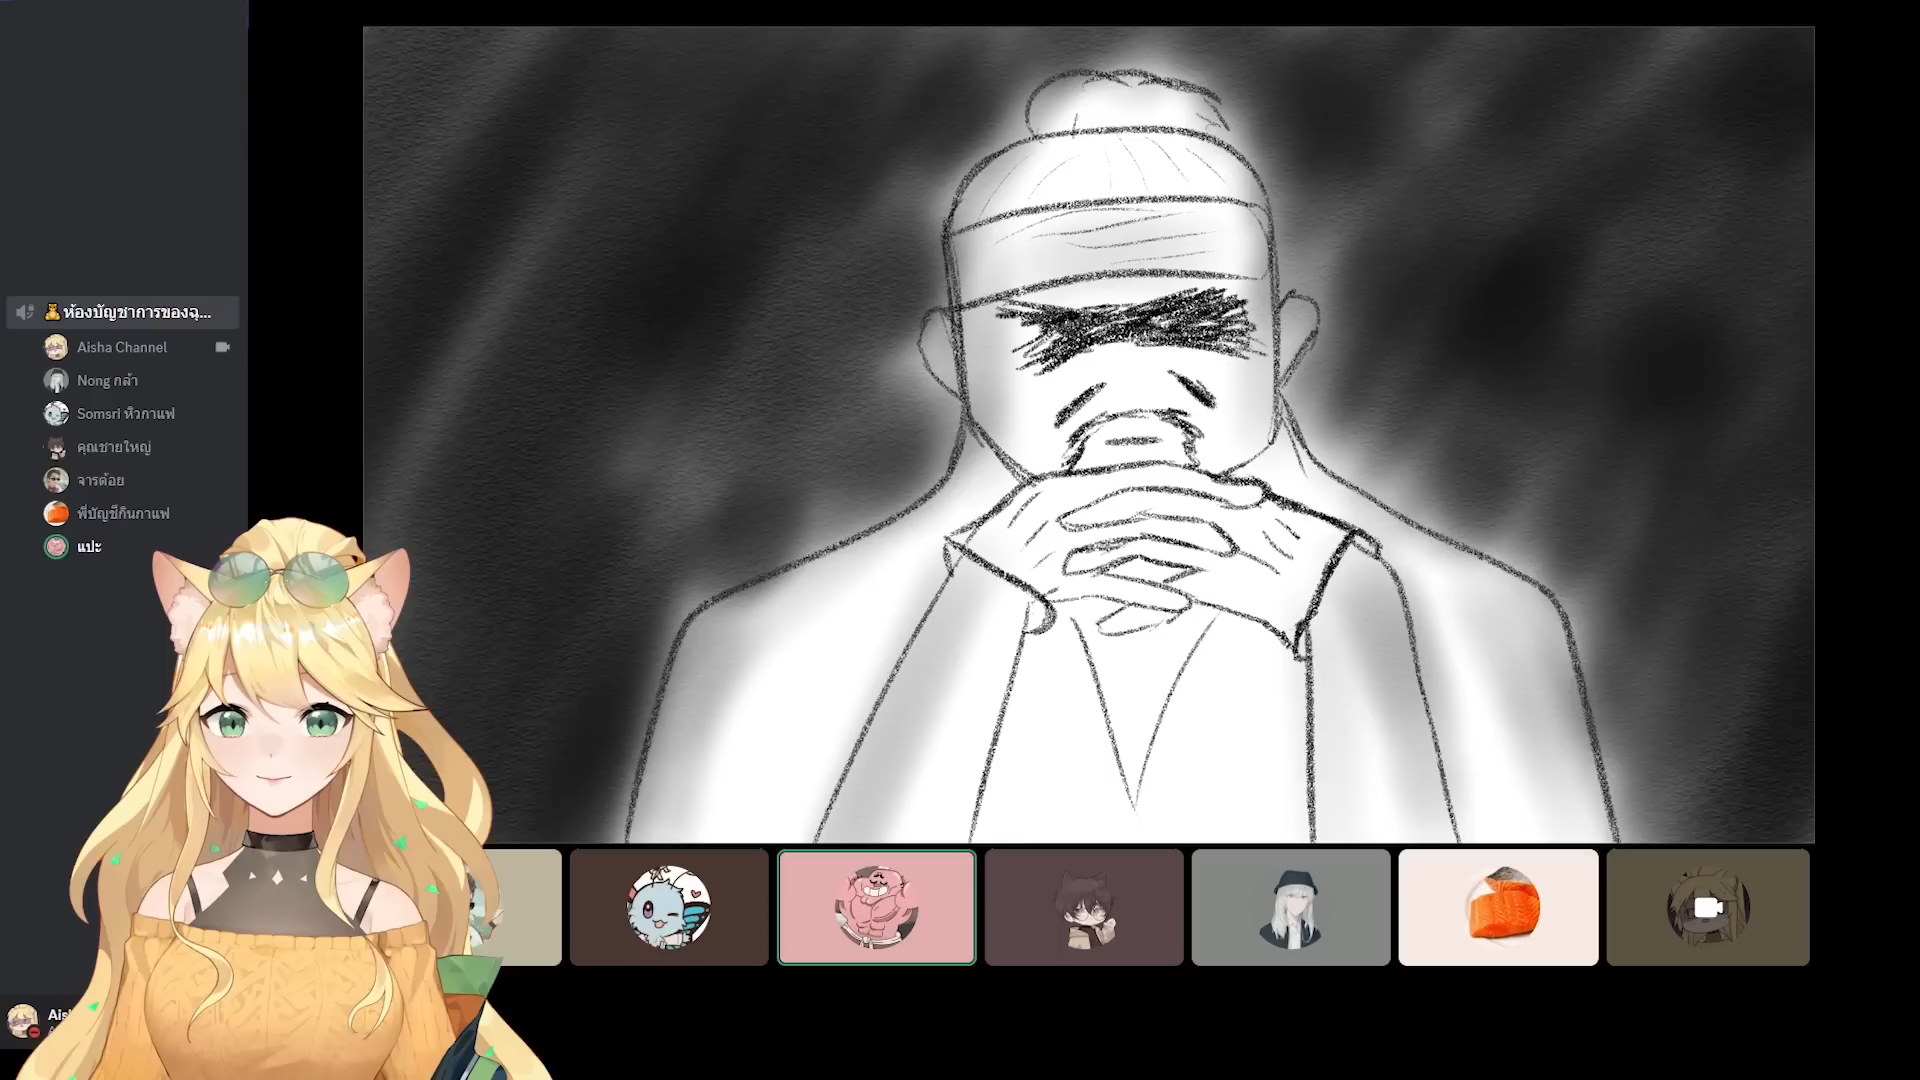 ห้องบัญชาการของฉุ...
Aisha Channel
Nong กล้า
Somsri หิวกาแฟ
คุณชายใหญ่
จารต้อย
พี่บัญชีกินกาแฟ
แปะ